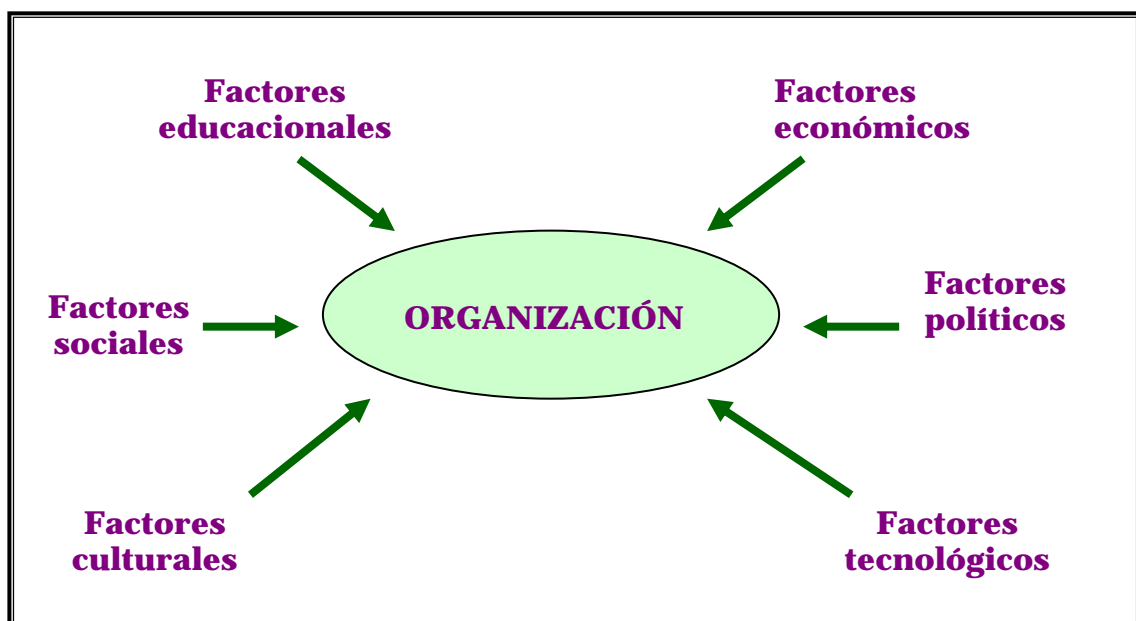 Factores
educacionales
Factores
económicos
Factores
sociales
ORGANIZACIÓN
Factores
políticos
Factores
culturales
Factores
tecnológicos